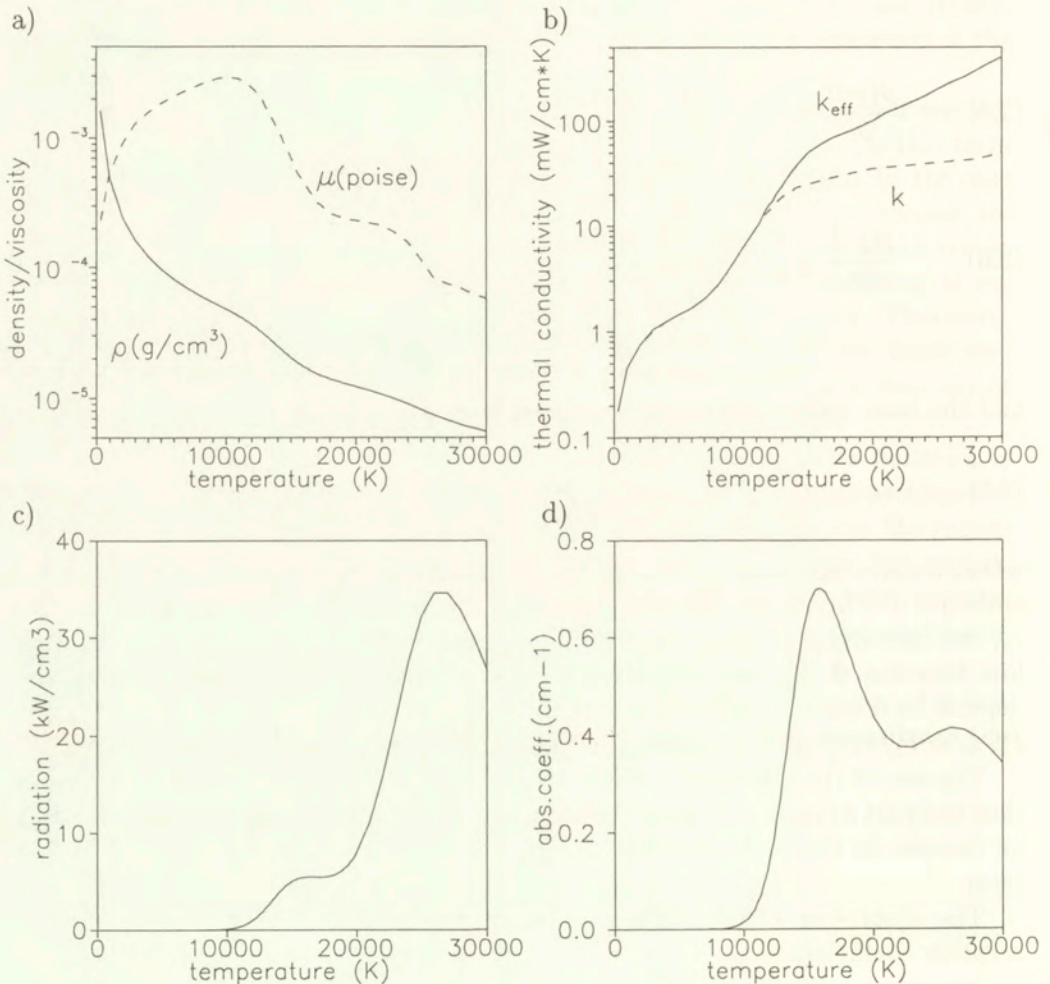 a)
density/viscosity
10⁻³
10⁻⁴
10⁻⁵
μ(poise)
ρ(g/cm³)
0 10000 20000 30000
temperature (K)
b)
thermal conductivity (mW/cm*K)
100
10
1
0.1
k_eff
k
0 10000 20000 30000
temperature (K)
c)
radiation (kW/cm3)
40
30
20
10
0
0 10000 20000 30000
temperature (K)
d)
abs.coeff.(cm−1)
0.8
0.6
0.4
0.2
0.0
0 10000 20000 30000
temperature (K)